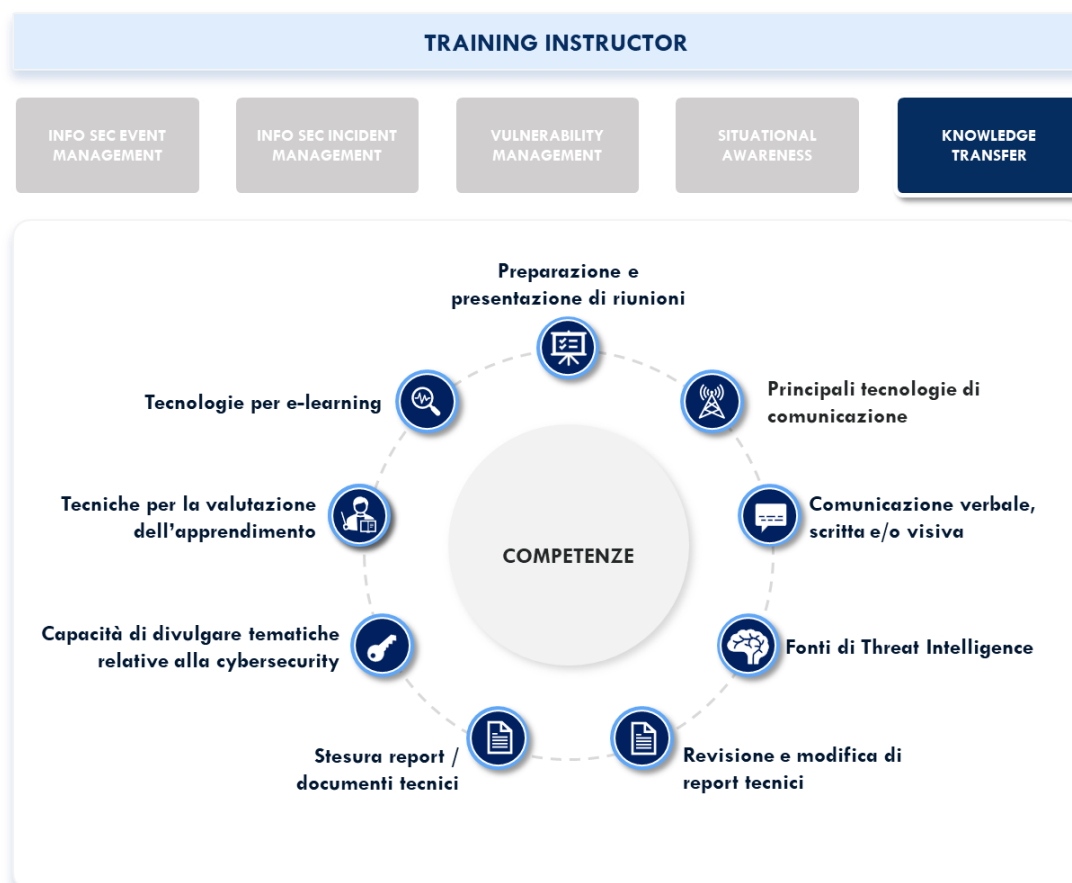 TRAINING INSTRUCTOR
INFO SEC EVENT
MANAGEMENT
INFO SEC INCIDENT
MANAGEMENT
VULNERABILITY
MANAGEMENT
SITUATIONAL
AWARENESS
KNOWLEDGE
TRANSFER
Preparazione e
presentazione di riunioni
Principali tecnologie di
comunicazione
Comunicazione verbale,
scritta e/o visiva
Fonti di Threat Intelligence
Revisione e modifica di
report tecnici
Stesura report /
documenti tecnici
Capacità di divulgare tematiche
relative alla cybersecurity
Tecniche per la valutazione
dell’apprendimento
Tecnologie per e-learning
COMPETENZE